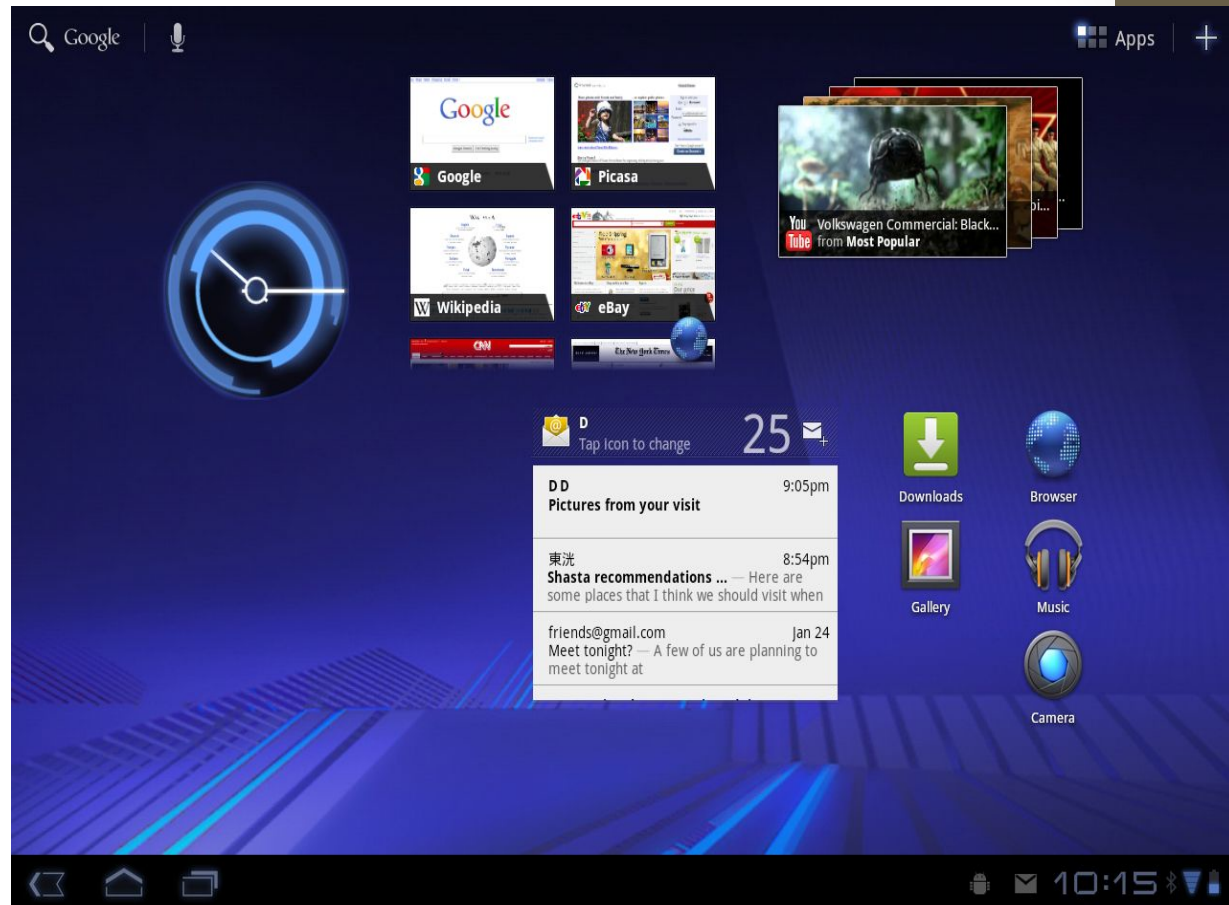 Google
Apps
Google
Google
Picasa
Wikipedia
eBay
CNN
The New York Times
You
Tube
Volkswagen Commercial: Black...
from Most Popular
D
Tap icon to change
25
D D 9:05pm
Pictures from your visit
東洸 8:54pm
Shasta recommendations ... — Here are
some places that I think we should visit when
friends@gmail.com Jan 24
Meet tonight? — A few of us are planning to
meet tonight at
Downloads
Browser
Gallery
Music
Camera
10:15